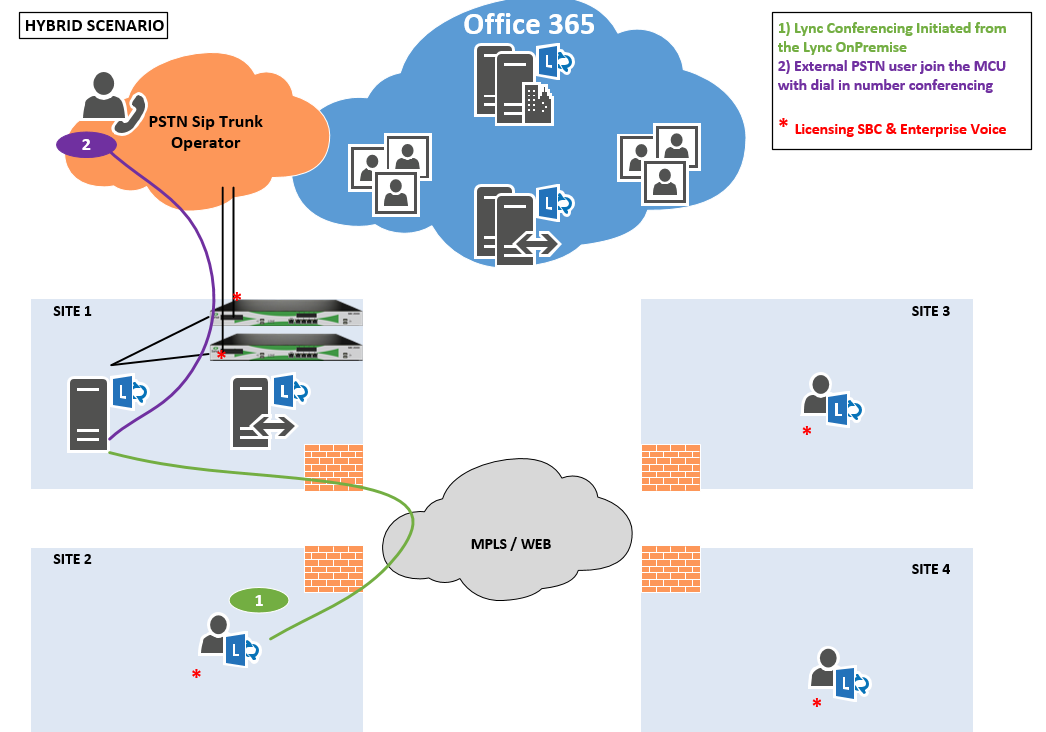 HYBRID SCENARIO
Office 365
1) Lync Conferencing Initiated from
the Lync OnPremise
2) External PSTN user join the MCU
with dial in number conferencing
* Licensing SBC & Enterprise Voice
PSTN Sip Trunk
Operator
2
L
L
SITE 1
*
*
L
L
SITE 3
L
*
MPLS / WEB
SITE 2
1
L
*
SITE 4
L
*